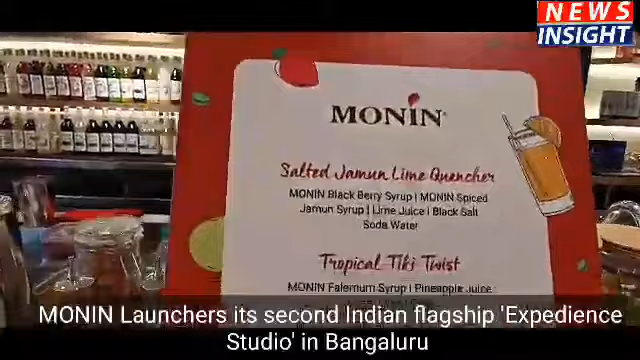 NEWS
INSIGHT
MONIN
Salted Jamun Lime Quencher
MONIN Black Berry Syrup | MONIN Spiced
Jamun Syrup | Lime Juice | Black Salt
Soda Water
Tropical Tiki Twist
MONIN Falernum Syrup | Pineapple Juice
MONIN Launchers its second Indian flagship 'Expedience
Studio' in Bangaluru